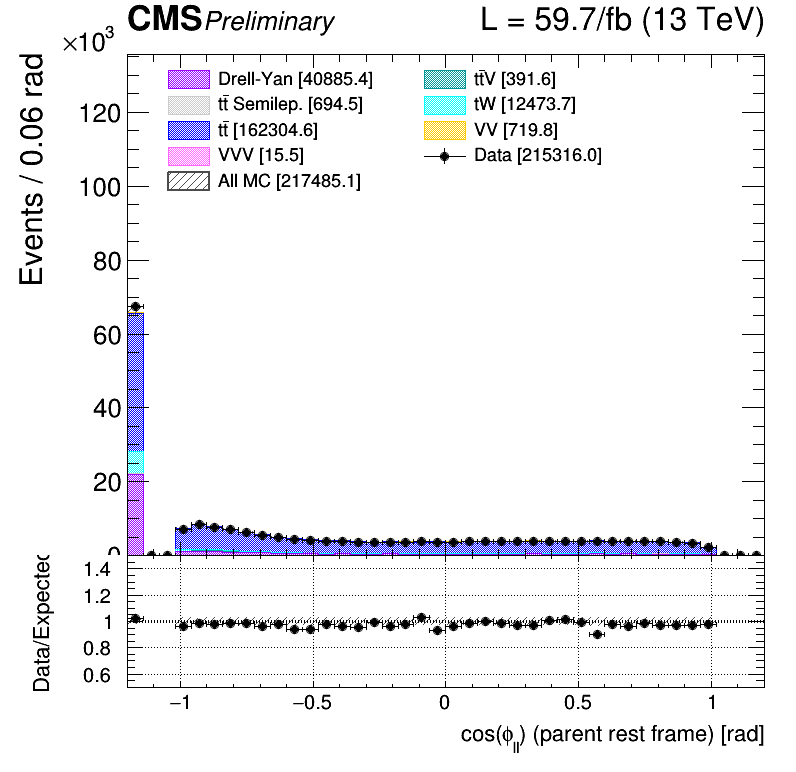 CMS Preliminary L = 59.7/fb (13 TeV)
×10³
Events / 0.06 rad
Drell-Yan [40885.4]
tt̄ Semilep. [694.5]
tt̄ [162304.6]
VVV [15.5]
All MC [217485.1]
tt̄V [391.6]
tW [12473.7]
VV [719.8]
Data [215316.0]
120
100
80
60
40
20
0
Data/Expected
1.4
1.2
1
0.8
0.6
−1 −0.5 0 0.5 1
cos(ϕ_ll) (parent rest frame) [rad]